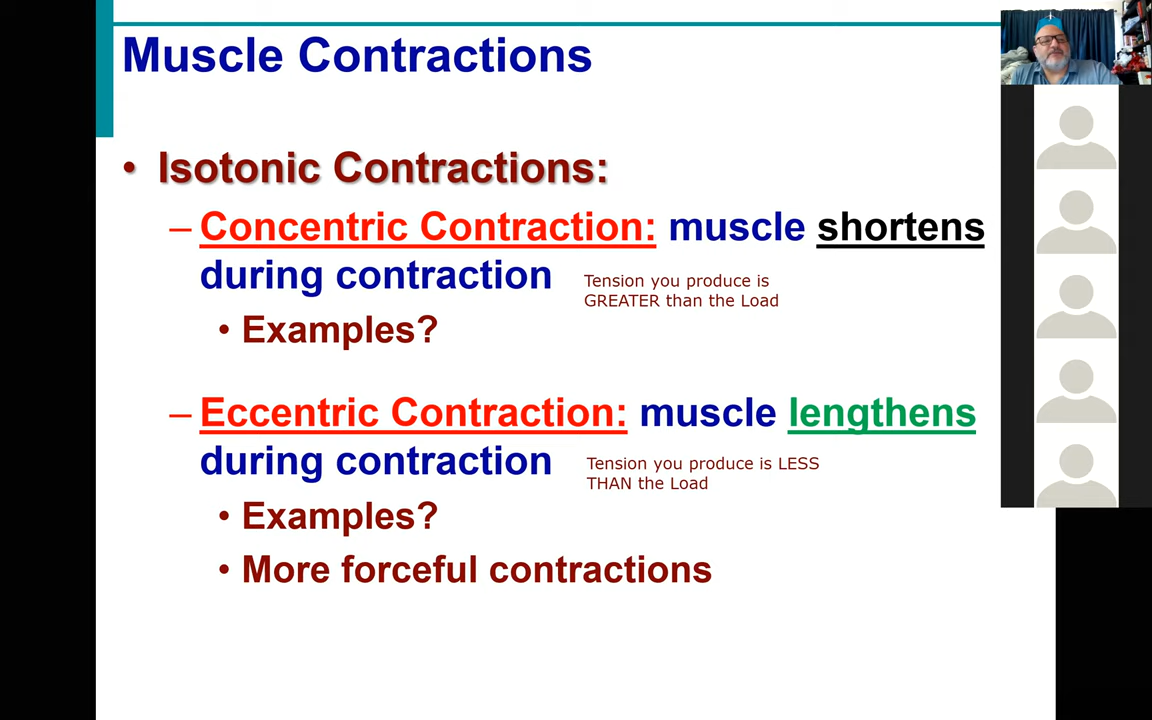 Muscle Contractions
• Isotonic Contractions:
– Concentric Contraction: muscle shortens
during contraction
Tension you produce is
GREATER than the Load
• Examples?
– Eccentric Contraction: muscle lengthens
during contraction
Tension you produce is LESS
THAN the Load
• Examples?
• More forceful contractions